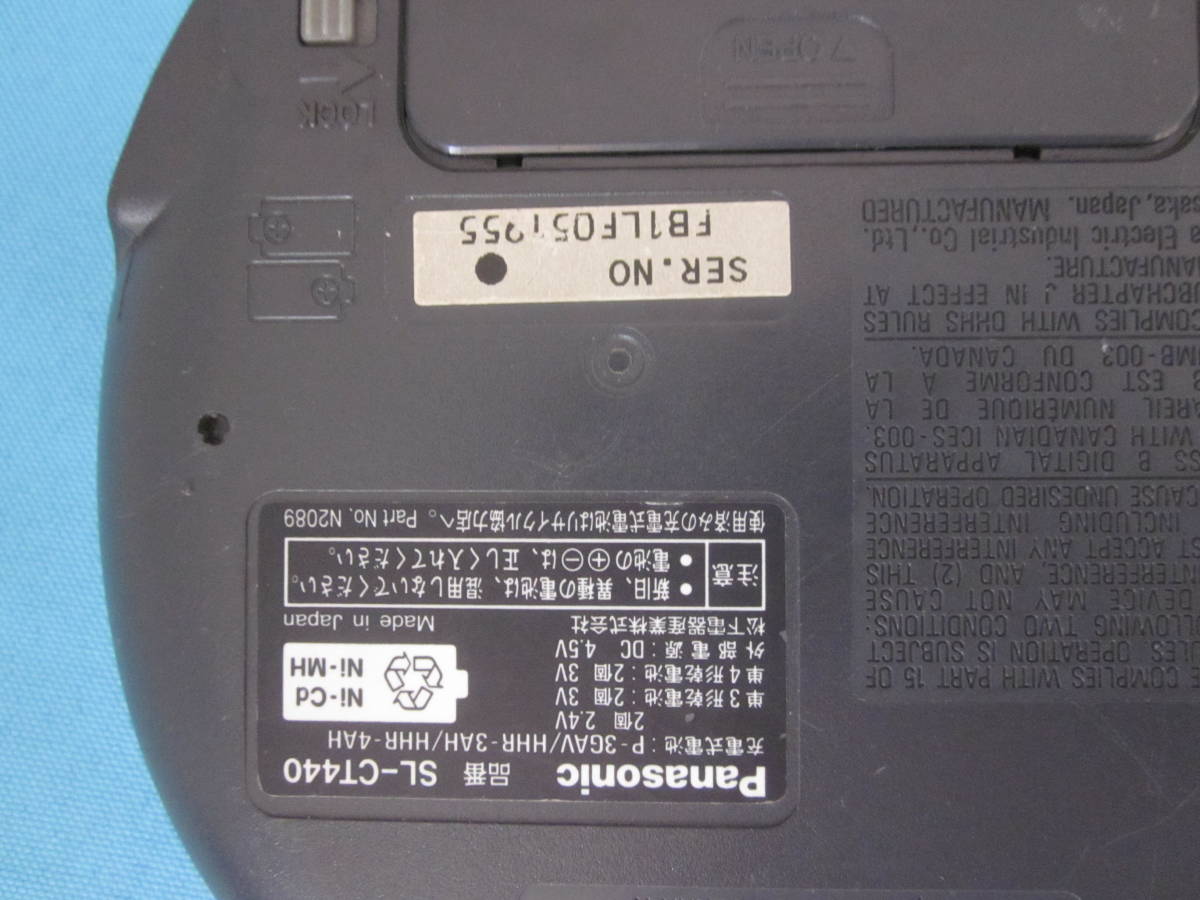 Panasonic 品番 SL-CT440
充電式電池：P-3GAV/HHR-3AH/HHR-4AH
2個 2.4V
単3形乾電池：2個 3V
単4形乾電池：2個 3V
外部電源：DC 4.5V
松下電器産業株式会社 Made in Japan
Ni-Cd
Ni-MH
注意
● 新旧、異種の電池は、混用しないでください。
● 電池の⊕⊖は、正しく入れてください。
使用済みの充電式電池はリサイクル協力店へ。 Part No. N2089
E COMPLIES WITH PART 15 OF
LES. OPERATION IS SUBJECT
LLOWING TWO CONDITIONS:
DEVICE MAY NOT CAUSE
NTERFERENCE, AND (2) THIS
ST ACCEPT ANY INTERFERENCE
INCLUDING INTERFERENCE
CAUSE UNDESIRED OPERATION.
SS B DIGITAL APPARATUS
WITH CANADIAN ICES-003.
AREIL NUMÉRIQUE DE LA
B EST CONFORME À LA
MB-003 DU CANADA.
COMPLIES WITH DHHS RULES
UBCHAPTER J IN EFFECT AT
MANUFACTURE.
a Electric Industrial Co.,Ltd.
saka, Japan. MANUFACTURED
SER.NO
LOCK
OPEN